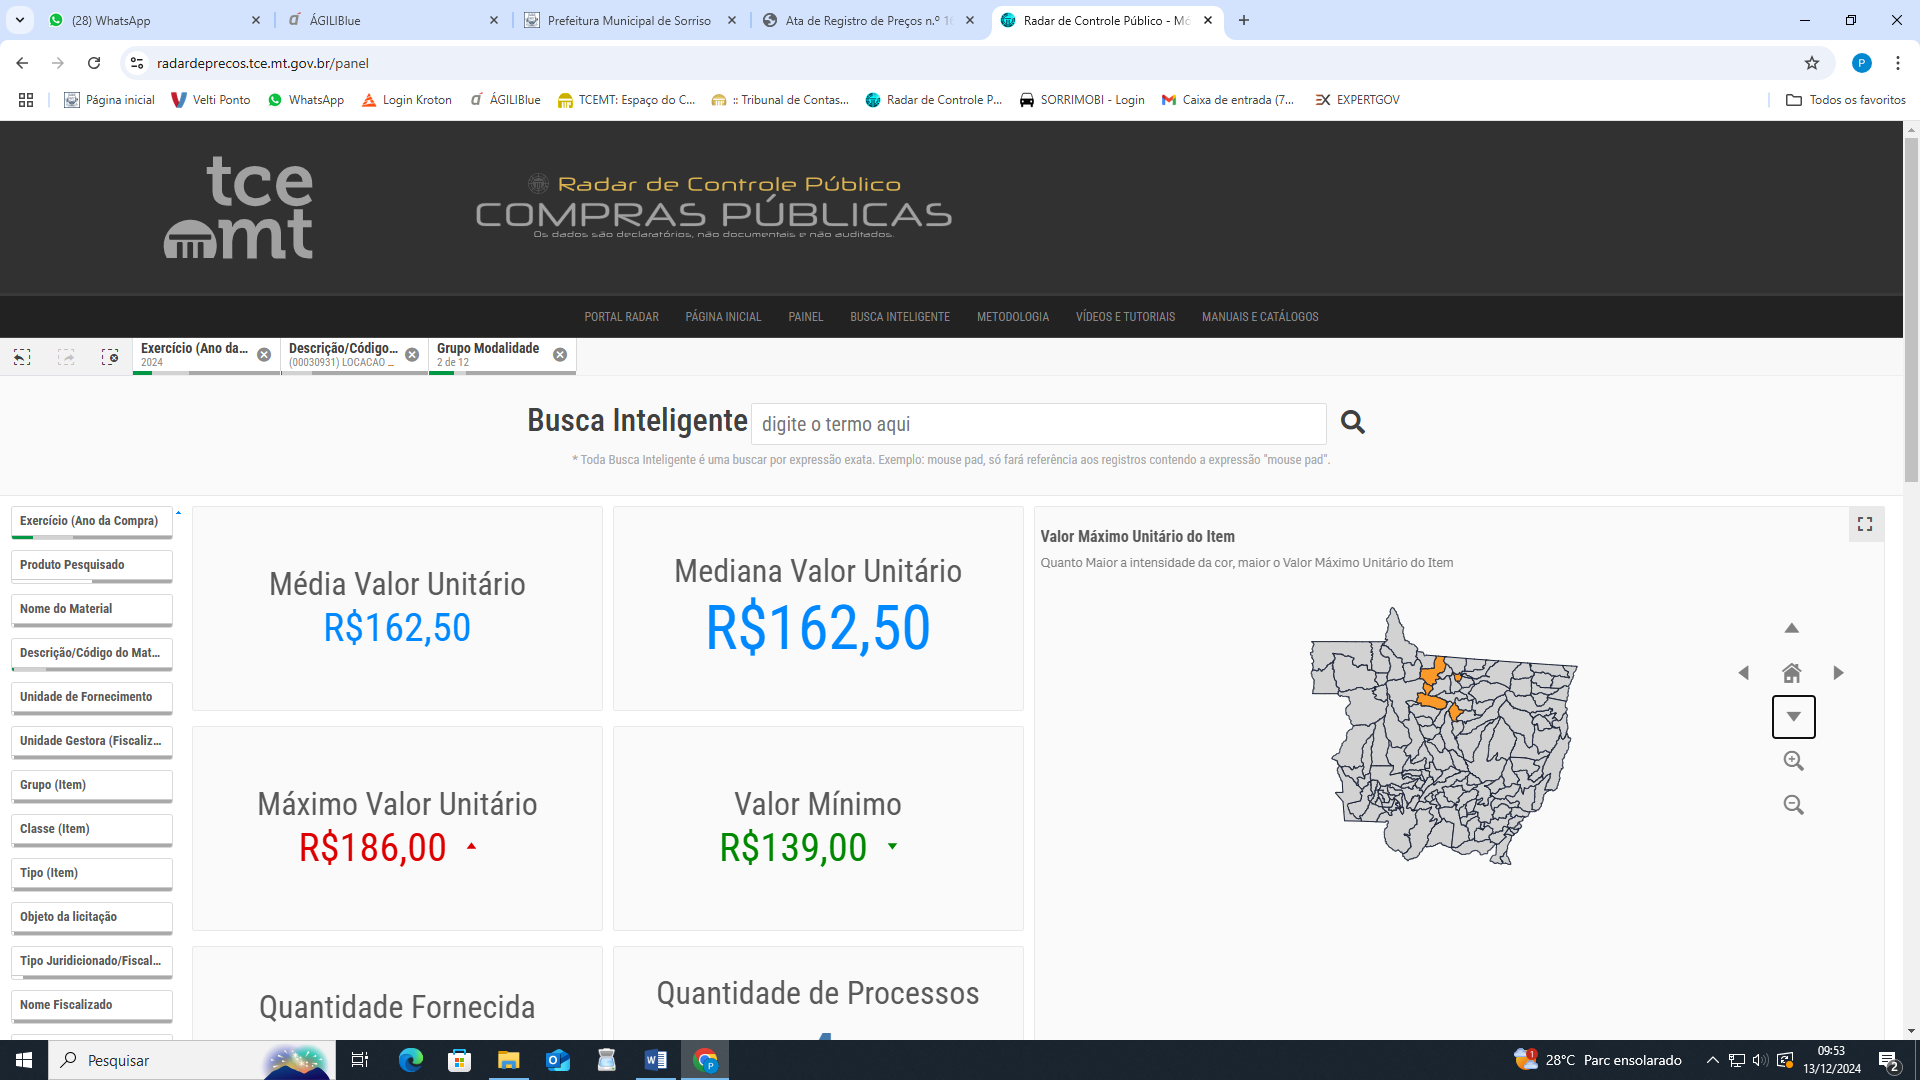 (28) WhatsApp
ÁGILIBlue
Prefeitura Municipal de Sorriso
Ata de Registro de Preços n.º 1
Radar de Controle Público - Mó
radardeprecos.tce.mt.gov.br/panel
P
Página inicial
Velti Ponto
WhatsApp
Login Kroton
ÁGILIBlue
TCEMT: Espaço do C...
:: Tribunal de Contas...
Radar de Controle P...
SORRIMOBI - Login
Caixa de entrada (7...
EXPERTGOV
Todos os favoritos
tce
mt
Radar de Controle Público
COMPRAS PÚBLICAS
Os dados são declaratórios, não documentais e não auditados.
PORTAL RADAR
PÁGINA INICIAL
PAINEL
BUSCA INTELIGENTE
METODOLOGIA
VÍDEOS E TUTORIAIS
MANUAIS E CATÁLOGOS
Exercício (Ano da...
2024
Descrição/Código...
(00030931) LOCACAO ...
Grupo Modalidade
2 de 12
Busca Inteligente
digite o termo aqui
* Toda Busca Inteligente é uma buscar por expressão exata. Exemplo: mouse pad, só fará referência aos registros contendo a expressão "mouse pad".
Exercício (Ano da Compra)
Produto Pesquisado
Nome do Material
Descrição/Código do Mat...
Unidade de Fornecimento
Unidade Gestora (Fiscaliz...
Grupo (Item)
Classe (Item)
Tipo (Item)
Objeto da licitação
Tipo Juridicionado/Fiscal...
Nome Fiscalizado
Média Valor Unitário
R$162,50
Mediana Valor Unitário
R$162,50
Máximo Valor Unitário
R$186,00
Valor Mínimo
R$139,00
Quantidade Fornecida
Quantidade de Processos
Valor Máximo Unitário do Item
Quanto Maior a intensidade da cor, maior o Valor Máximo Unitário do Item
Pesquisar
28°C Parc ensolarado
09:53
13/12/2024
2